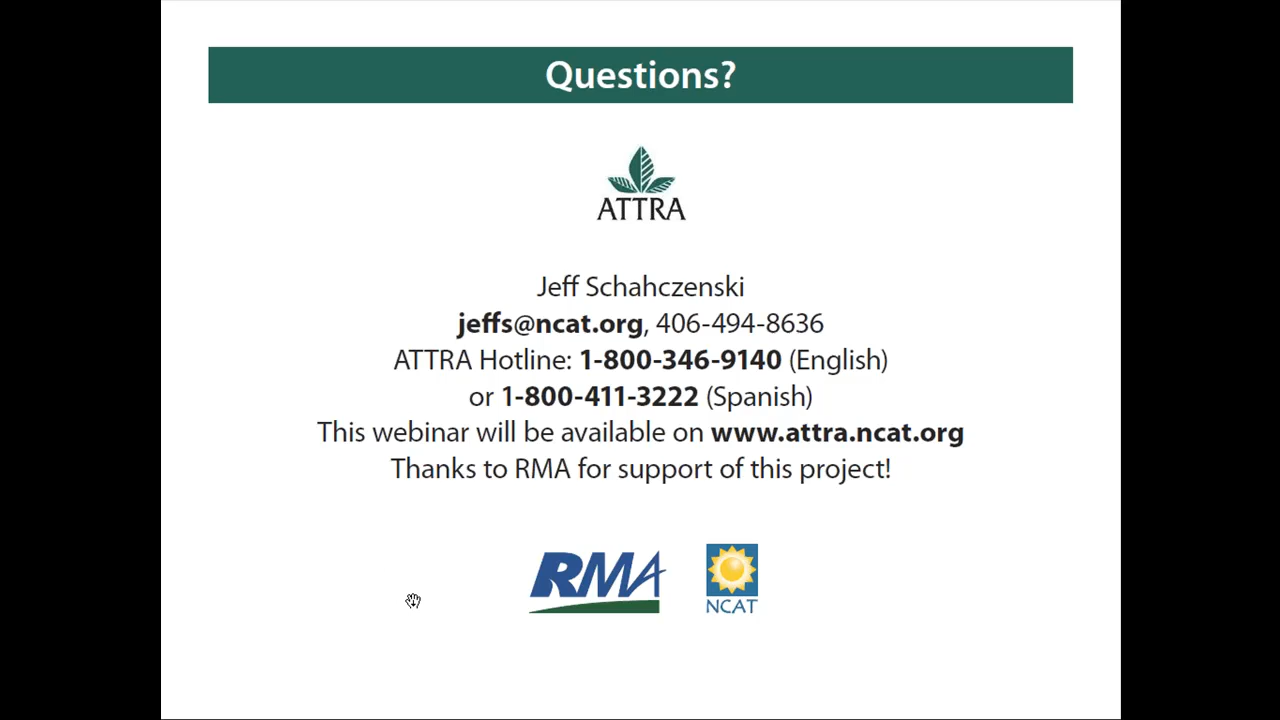 Questions?
ATTRA
Jeff Schahczenski
jeffs@ncat.org, 406-494-8636
ATTRA Hotline: 1-800-346-9140 (English)
or 1-800-411-3222 (Spanish)
This webinar will be available on www.attra.ncat.org
Thanks to RMA for support of this project!
RMA
NCAT